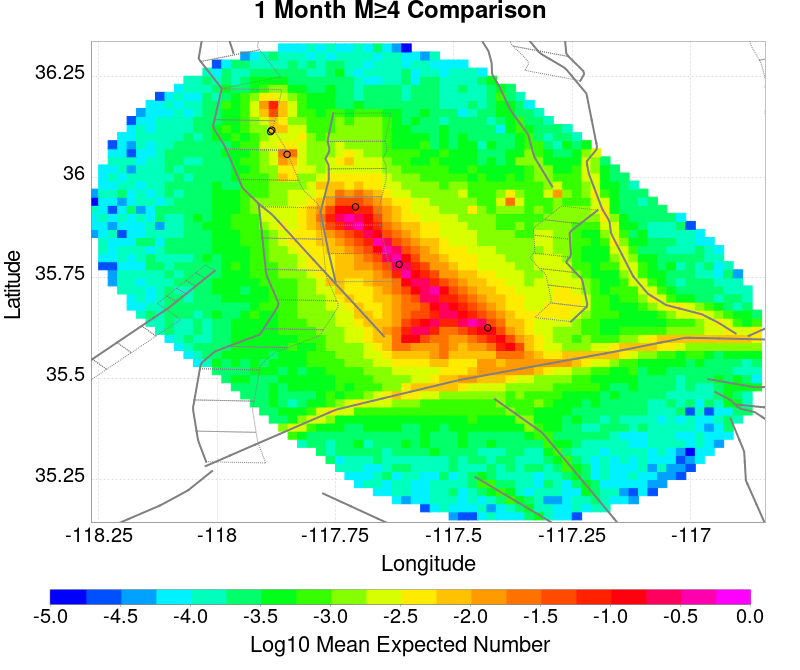 1 Month M≥4 Comparison
36.25
36
35.75
35.5
35.25
Latitude
-118.25 -118 -117.75 -117.5 -117.25 -117
Longitude
-5.0 -4.5 -4.0 -3.5 -3.0 -2.5 -2.0 -1.5 -1.0 -0.5 0.0
Log10 Mean Expected Number